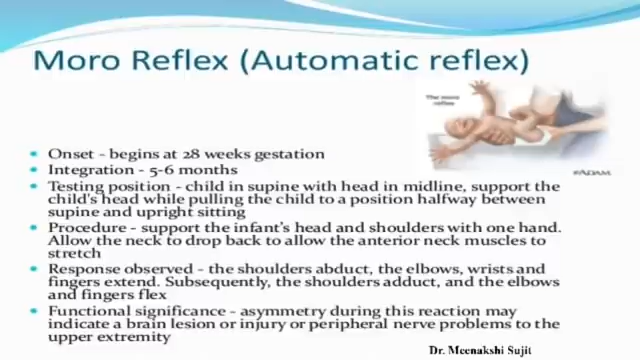 Moro Reflex (Automatic reflex)
The moro
reflex
ADAM
Onset – begins at 28 weeks gestation
Integration - 5-6 months
Testing position – child in supine with head in midline, support the
child's head while pulling the child to a position halfway between
supine and upright sitting
Procedure – support the infant's head and shoulders with one hand.
Allow the neck to drop back to allow the anterior neck muscles to
stretch
Response observed – the shoulders abduct, the elbows, wrists and
fingers extend. Subsequently, the shoulders adduct, and the elbows
and fingers flex
Functional significance – asymmetry during this reaction may
indicate a brain lesion or injury or peripheral nerve problems to the
upper extremity
Dr. Meenakshi Sujit